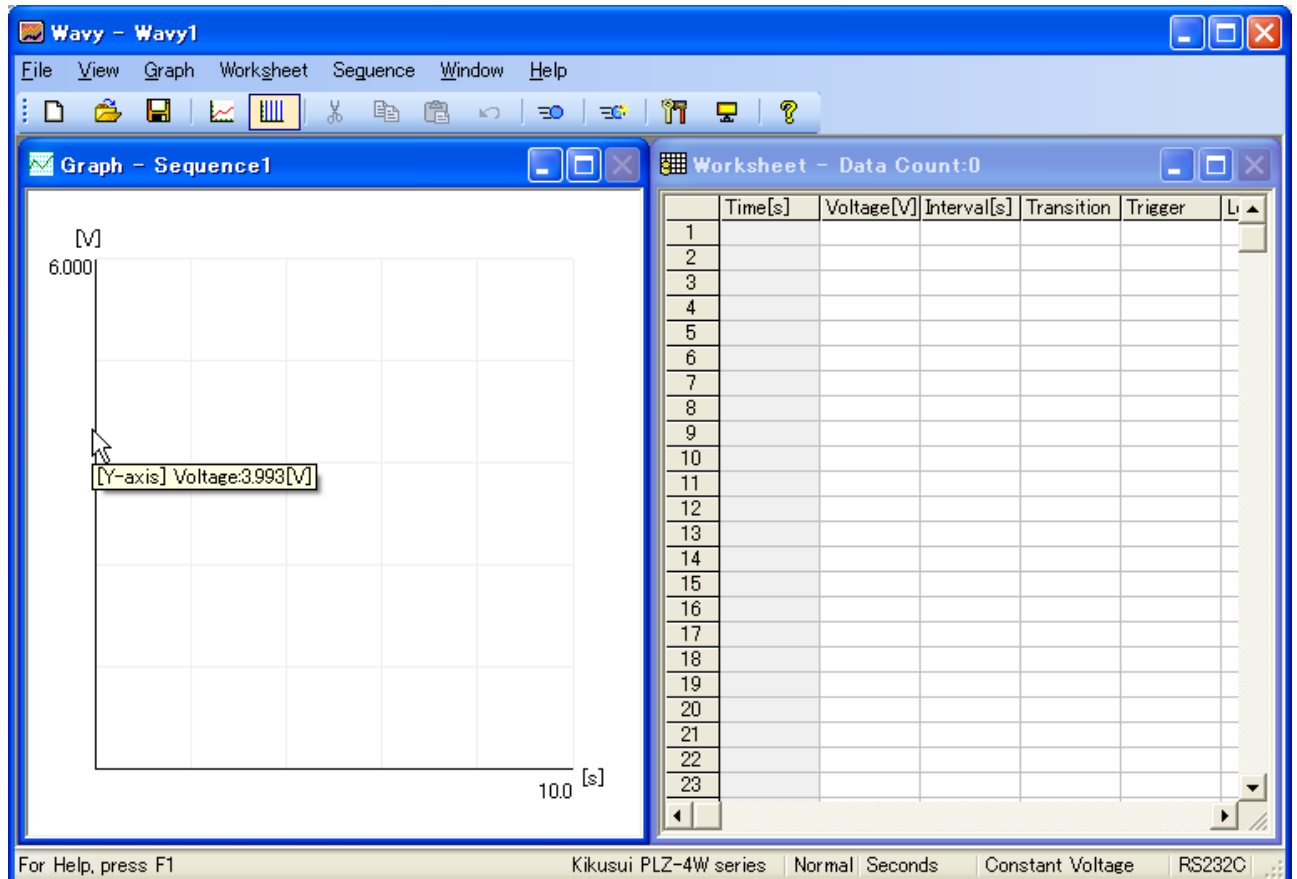 Wavy - Wavy1
File View Graph Worksheet Sequence Window Help
Graph - Sequence1
Worksheet - Data Count:0
Time[s] Voltage[V] Interval[s] Transition Trigger
[V]
6.000
[Y-axis] Voltage:3.993[V]
10.0 [s]
1
2
3
4
5
6
7
8
9
10
11
12
13
14
15
16
17
18
19
20
21
22
23
For Help, press F1 Kikusui PLZ-4W series Normal Seconds Constant Voltage RS232C